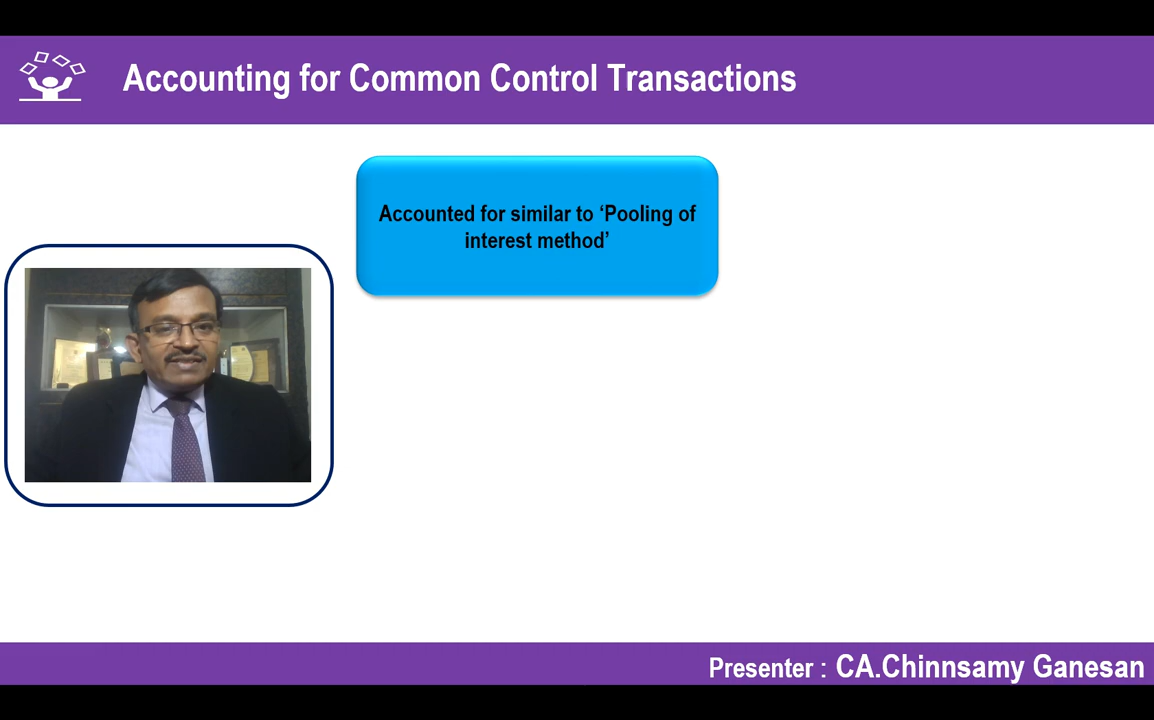 Accounting for Common Control Transactions
Accounted for similar to ‘Pooling of
interest method’
Presenter : CA.Chinnsamy Ganesan